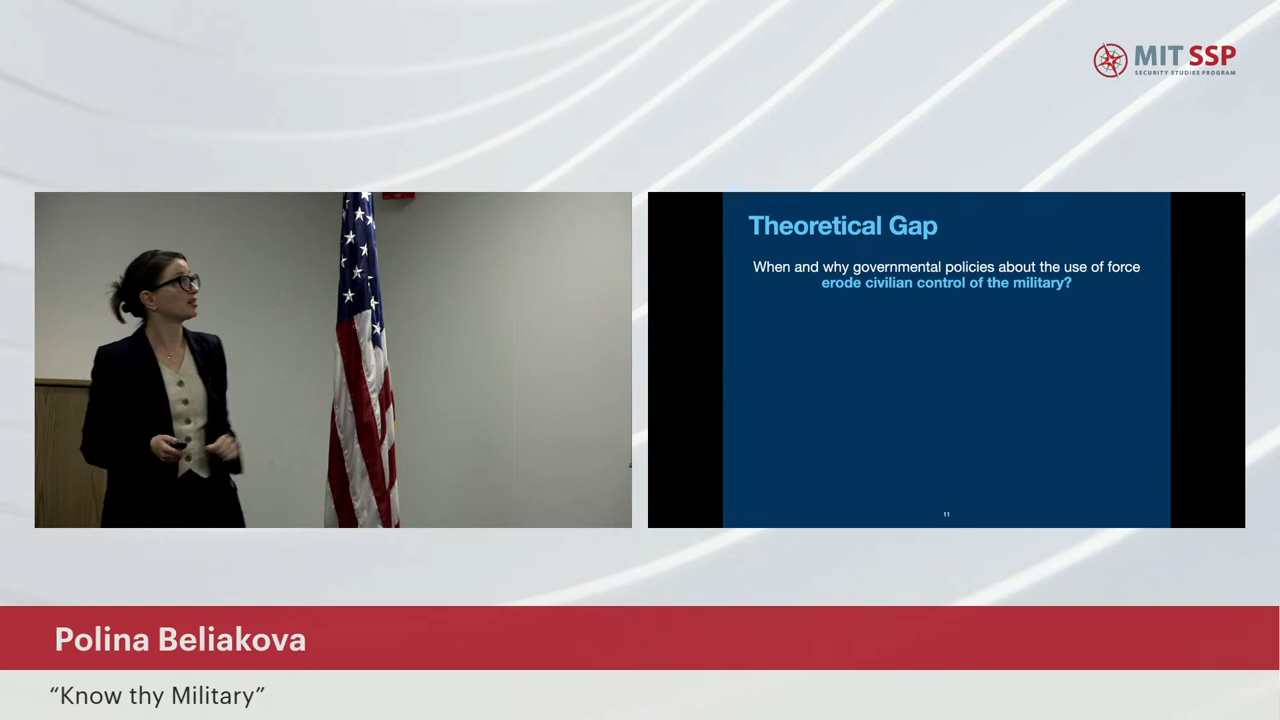 MIT SSP
SECURITY STUDIES PROGRAM
Theoretical Gap
When and why governmental policies about the use of force
erode civilian control of the military?
11
Polina Beliakova
“Know thy Military”